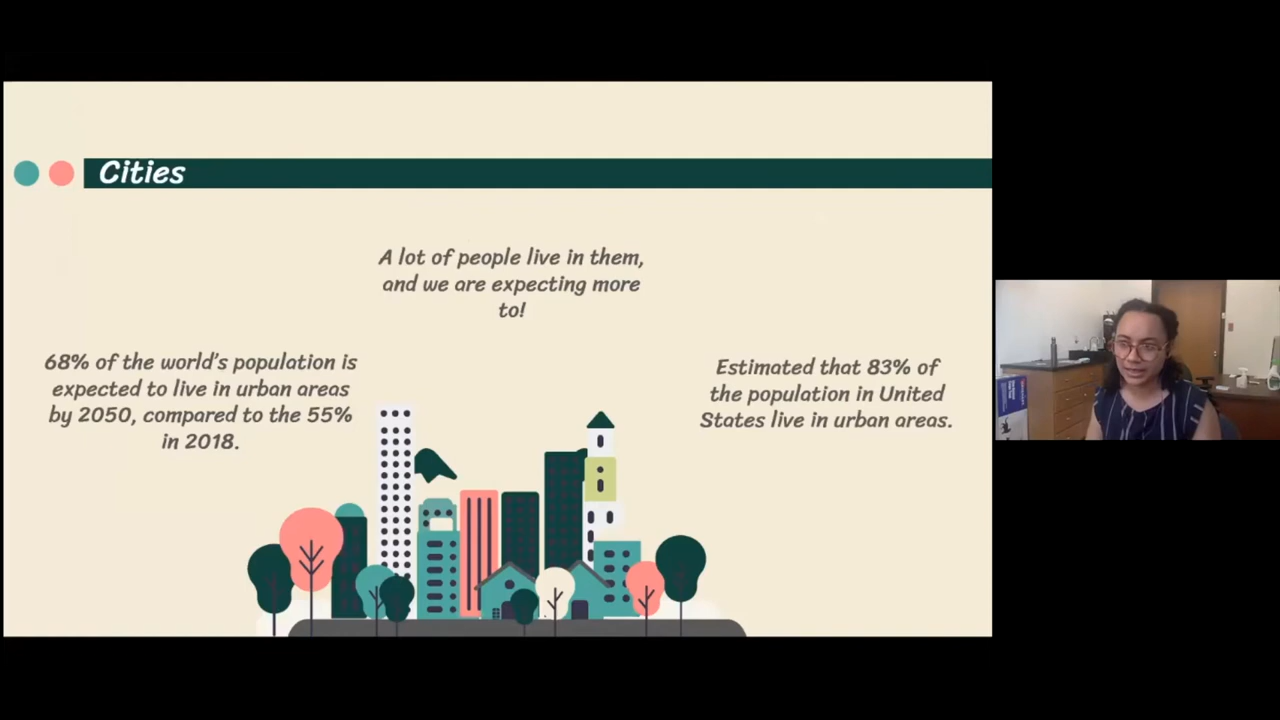 Cities
A lot of people live in them,
and we are expecting more
to!
68% of the world's population is
expected to live in urban areas
by 2050, compared to the 55%
in 2018.
Estimated that 83% of
the population in United
States live in urban areas.